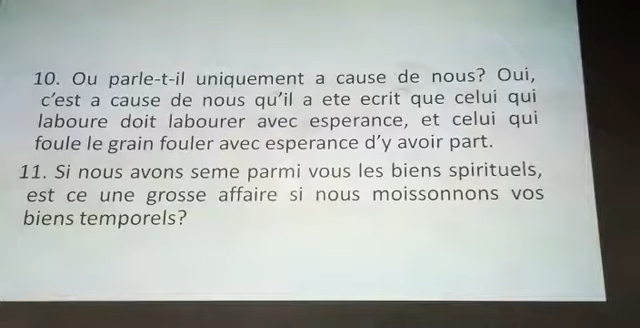 10. Ou parle-t-il uniquement a cause de nous? Oui,
c'est a cause de nous qu'il a ete ecrit que celui qui
laboure doit labourer avec esperance, et celui qui
foule le grain fouler avec esperance d'y avoir part.
11. Si nous avons seme parmi vous les biens spirituels,
est ce une grosse affaire si nous moissonnons vos
biens temporels?